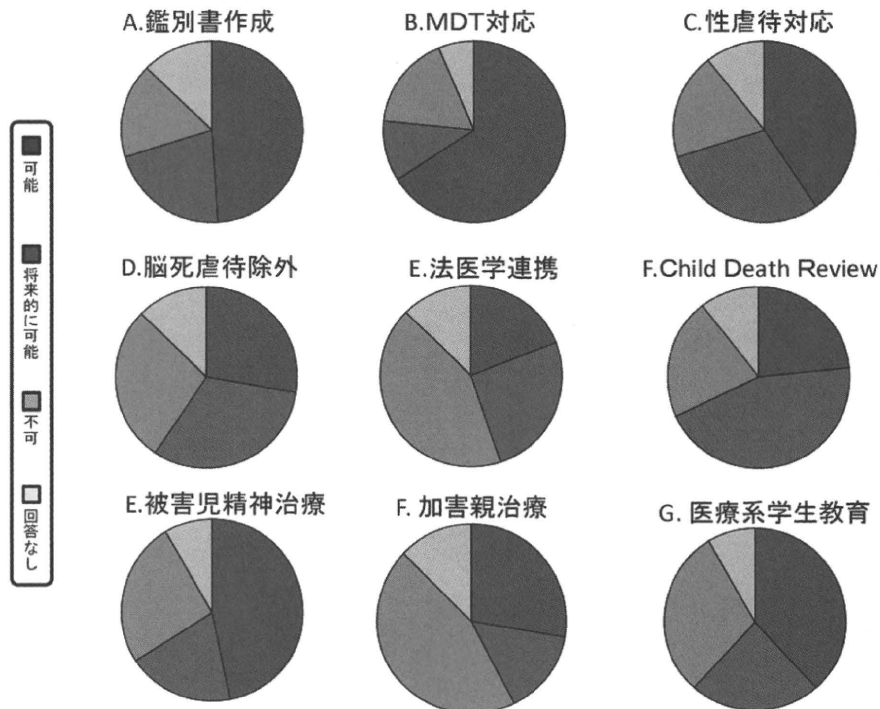 A.鑑別書作成
B.MDT対応
C.性虐待対応
可能
将来的に可能
不可
回答なし
D.脳死虐待除外
E.法医学連携
F.Child Death Review
E.被害児精神治療
F. 加害親治療
G. 医療系学生教育